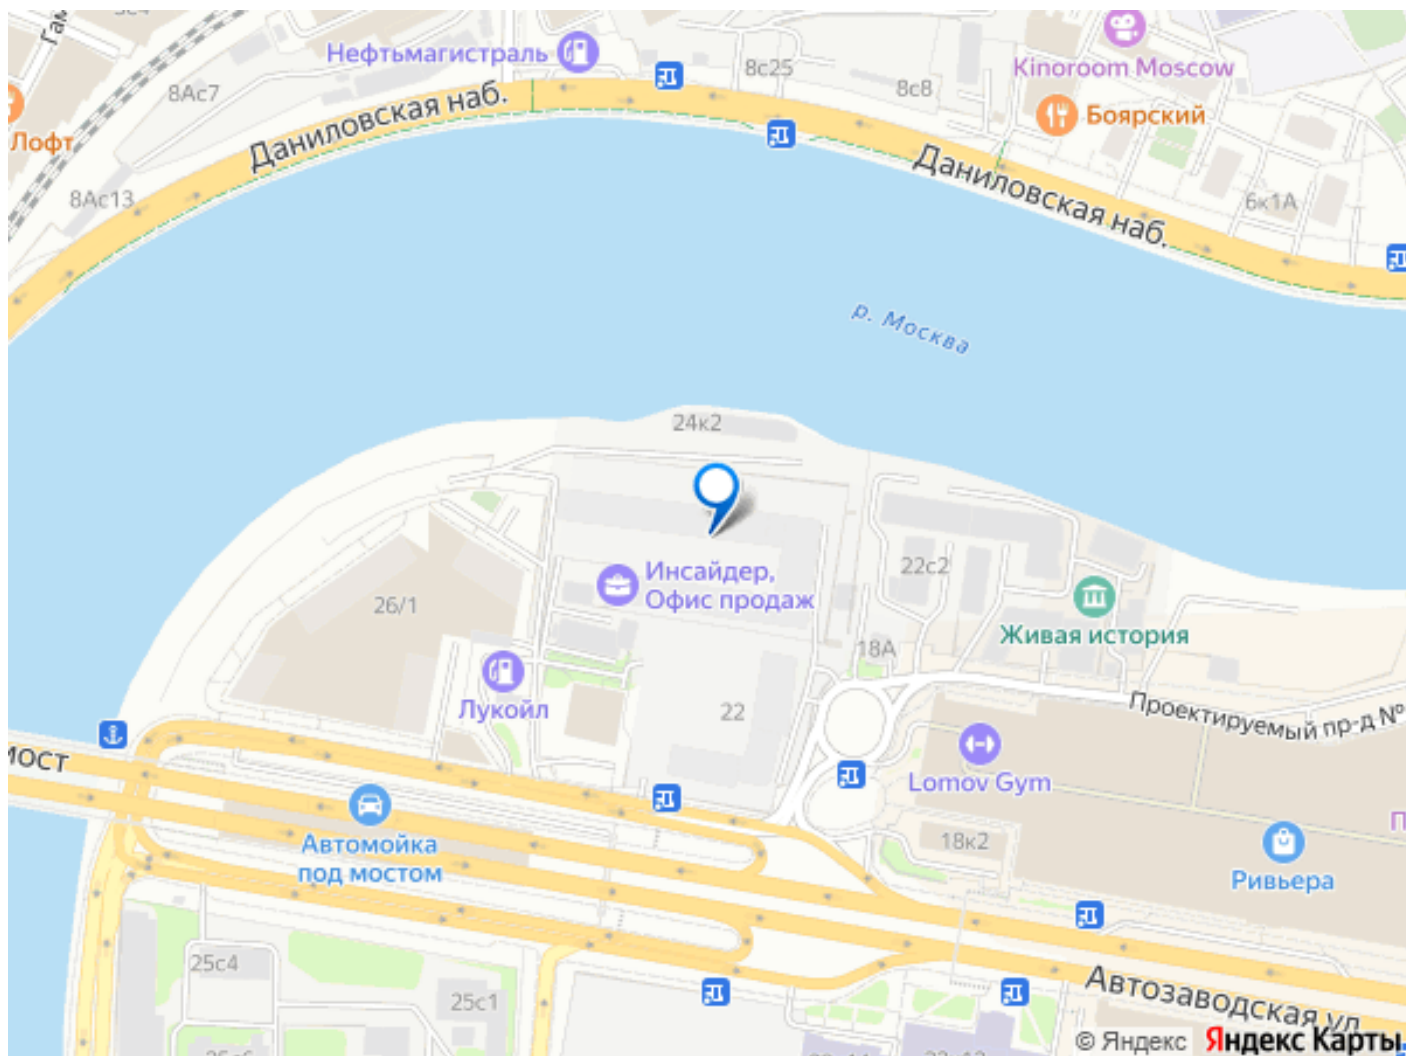 Нефтьмагистраль
8с25
8с8
Kinoroom Moscow
8Ас7
Боярский
Лофт
Даниловская наб.
Даниловская наб.
8Ас13
6к1А
р. Москва
24к2
22с2
Инсайдер,
Офис продаж
26/1
Живая история
18А
Лукойл
22
Проектируемый пр-д №
мост
Lomov Gym
Автомойка
под мостом
18к2
Ривьера
25с4
25с1
Автозаводская ул
© Яндекс Яндекс Карты